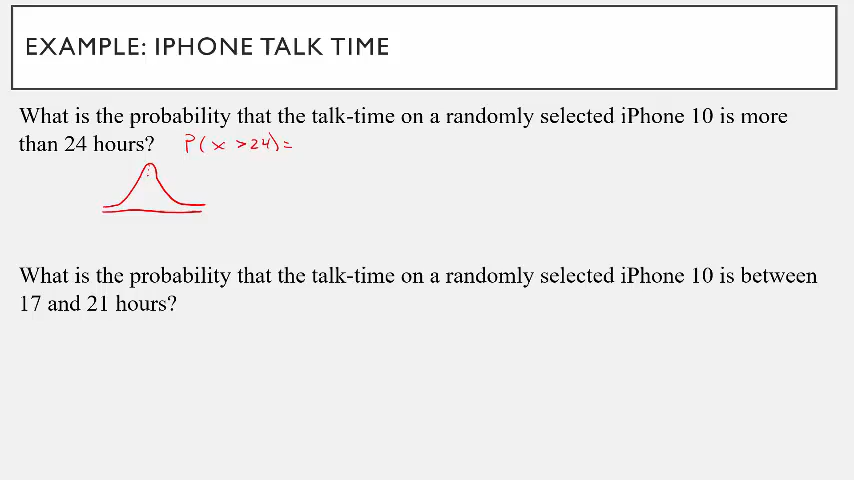 EXAMPLE: IPHONE TALK TIME
What is the probability that the talk-time on a randomly selected iPhone 10 is more
than 24 hours? P(x >24)=
What is the probability that the talk-time on a randomly selected iPhone 10 is between
17 and 21 hours?